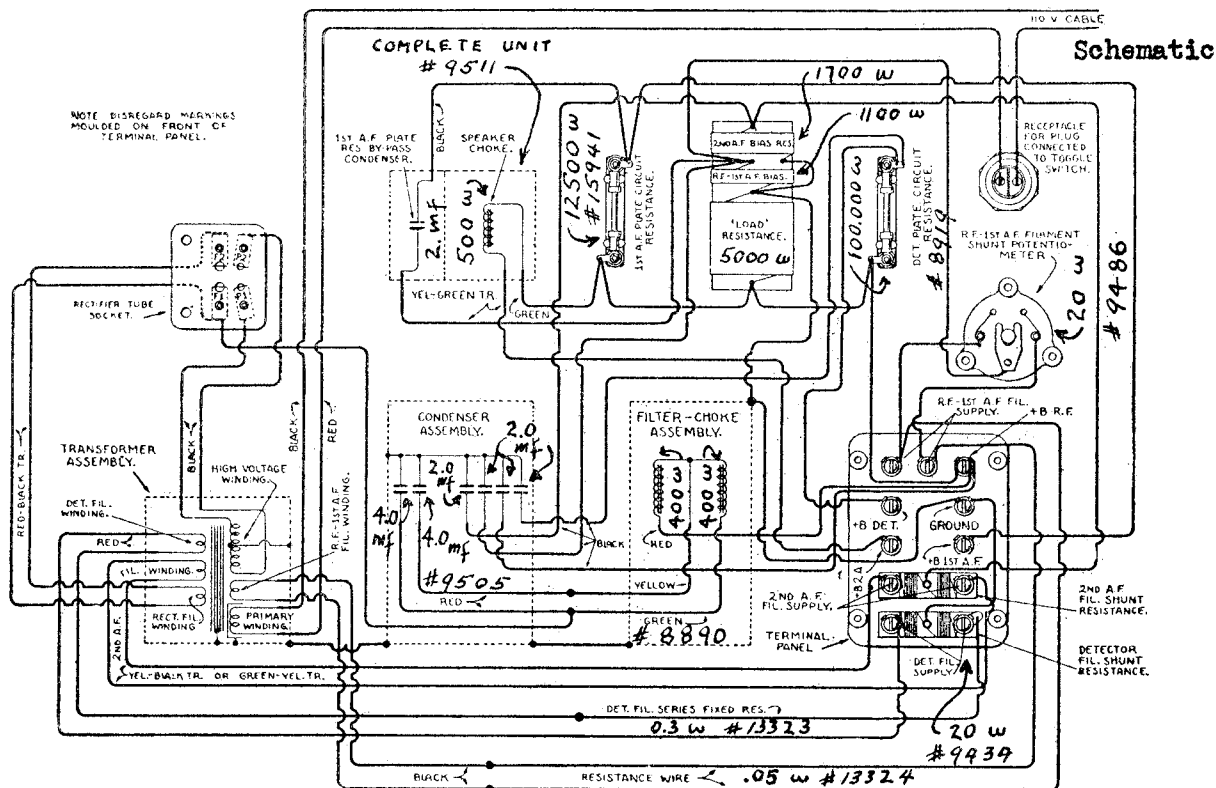 110 V CABLE
Schematic
COMPLETE UNIT
#9511
1700 ω
1100 ω
NOTE DISREGARD MARKINGS
MOULDED ON FRONT OF
TERMINAL PANEL.
1ST A.F. PLATE
RES. BY-PASS
CONDENSER.
BLACK
SPEAKER
CHOKE.
2. mf
500 ω
12500 ω
#15941
1ST A.F. PLATE CIRCUIT
RESISTANCE.
2ND A.F. BIAS RES.
R.F.-1ST A.F. BIAS.
'LOAD'
RESISTANCE.
5000 ω
100,000 ω
DET. PLATE CIRCUIT
RESISTANCE.
#8919
RECEPTACLE
FOR PLUG
CONNECTED
TO TOGGLE
SWITCH.
R.F.-1ST A.F. FILAMENT
SHUNT POTENTIO-
METER
20 ω
#9486
RECTIFIER TUBE
SOCKET.
YEL-GREEN TR.
GREEN
RED-BLACK TR.
BLACK
BLACK
RED
TRANSFORMER
ASSEMBLY.
HIGH VOLTAGE
WINDING.
DET. FIL.
WINDING.
RED
R.F.-1ST A.F.
FIL. WINDING.
FIL. WINDING.
2ND A.F.
RECT. FIL.
WINDING
PRIMARY
WINDING.
CONDENSER
ASSEMBLY.
2.0
mf
2.0
mf
4.0
mf
4.0
mf
BLACK
#9505
RED
FILTER-CHOKE
ASSEMBLY.
400 ω
400 ω
RED
YELLOW
GREEN
#8890
R.F.-1ST A.F. FIL.
SUPPLY.
+B R.F.
+B DET.
GROUND
+B 2A
+B 1ST A.F.
2ND A.F.
FIL. SUPPLY.
2ND A.F.
FIL. SHUNT
RESISTANCE.
TERMINAL
PANEL
DET. FIL.
SUPPLY
DETECTOR
FIL. SHUNT
RESISTANCE.
YEL-BLACK TR. OR GREEN-YEL. TR.
DET. FIL. SERIES FIXED RES.
0.3 ω #13323
20 ω
#9439
BLACK
RESISTANCE WIRE
.05 ω #13324